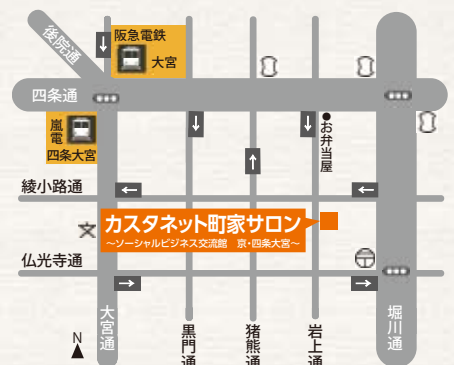 後院通
阪急電鉄
大宮
四条通
嵐電
四条大宮
お弁当屋
綾小路通
カスタネット町家サロン
～ソーシャルビジネス交流館　京・四条大宮～
仏光寺通
N
大宮通
黒門通
猪熊通
岩上通
堀川通